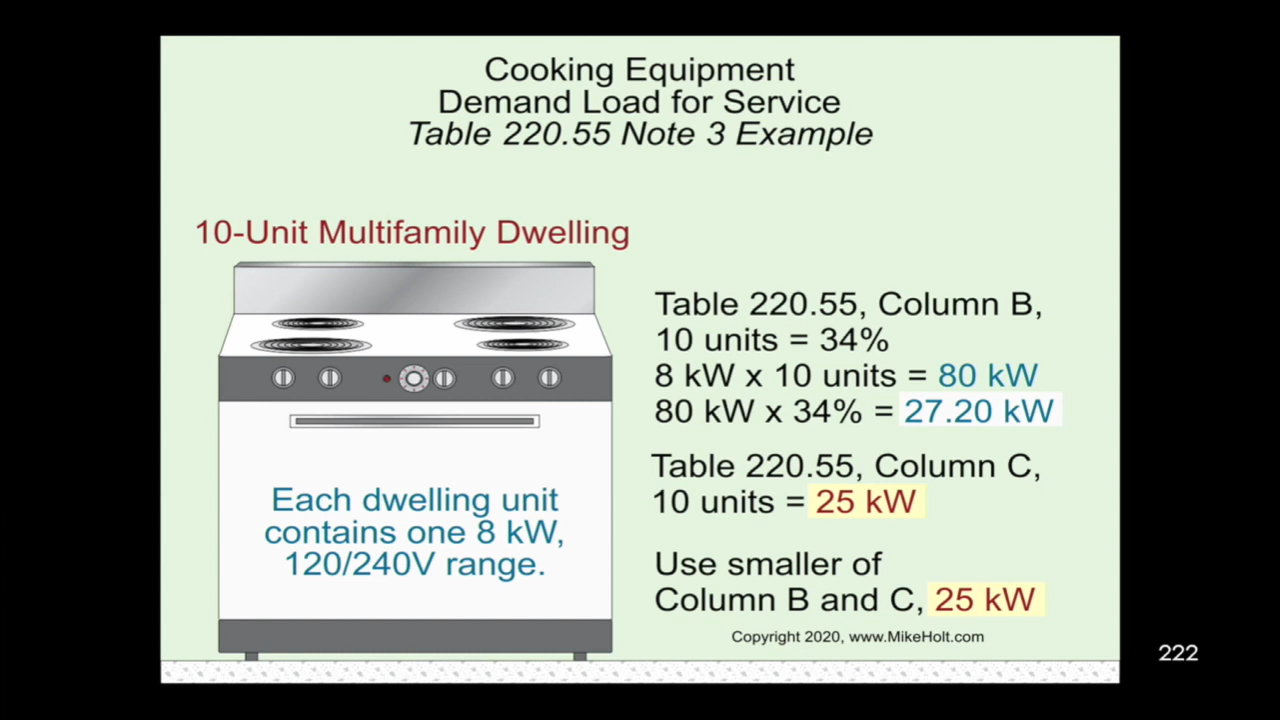 Cooking Equipment
Demand Load for Service
Table 220.55 Note 3 Example
10-Unit Multifamily Dwelling
Table 220.55, Column B,
10 units = 34%
8 kW x 10 units = 80 kW
80 kW x 34% = 27.20 kW
Table 220.55, Column C,
10 units = 25 kW
Each dwelling unit
contains one 8 kW,
120/240V range.
Use smaller of
Column B and C, 25 kW
Copyright 2020, www.MikeHolt.com
222